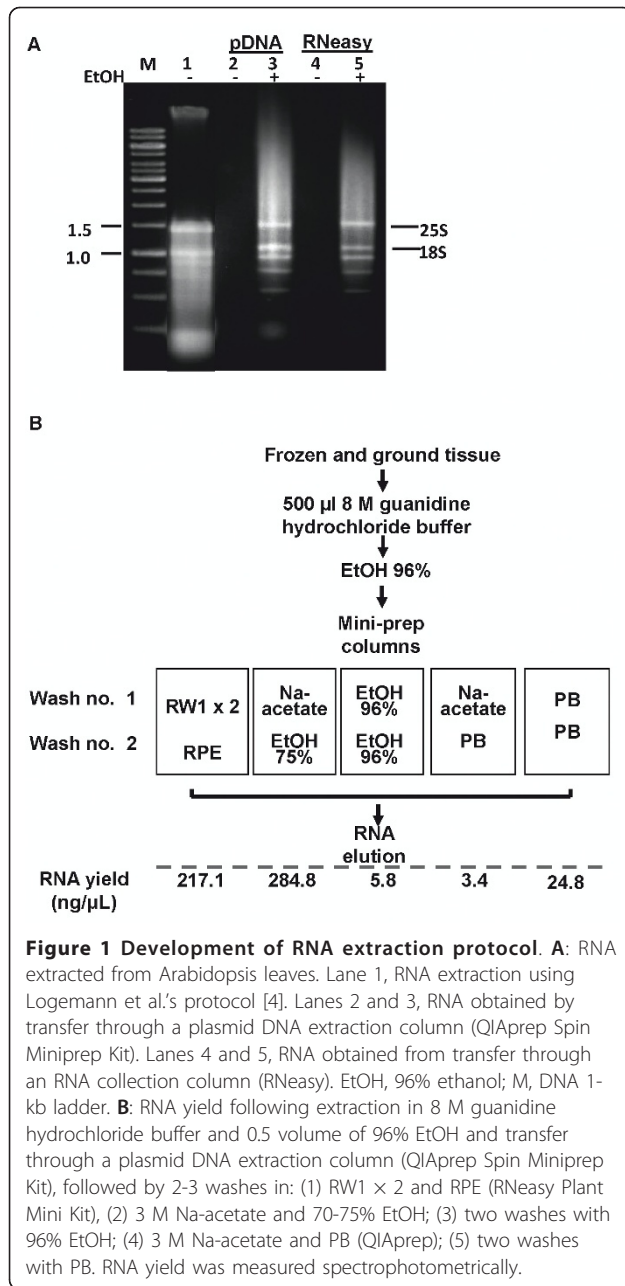 A
pDNA RNeasy
M 1 2 3 4 5
EtOH - - + - +
1.5 25S
1.0 18S
B
Frozen and ground tissue
500 µl 8 M guanidine
hydrochloride buffer
EtOH 96%
Mini-prep
columns
Wash no. 1
Wash no. 2
RW1 x 2
RPE
Na-
acetate
EtOH
75%
EtOH
96%
EtOH
96%
Na-
acetate
PB
PB
PB
RNA
elution
RNA yield
(ng/µL)
217.1 284.8 5.8 3.4 24.8
Figure 1 Development of RNA extraction protocol. A: RNA
extracted from Arabidopsis leaves. Lane 1, RNA extraction using
Logemann et al.'s protocol [4]. Lanes 2 and 3, RNA obtained by
transfer through a plasmid DNA extraction column (QIAprep Spin
Miniprep Kit). Lanes 4 and 5, RNA obtained from transfer through
an RNA collection column (RNeasy). EtOH, 96% ethanol; M, DNA 1-
kb ladder. B: RNA yield following extraction in 8 M guanidine
hydrochloride buffer and 0.5 volume of 96% EtOH and transfer
through a plasmid DNA extraction column (QIAprep Spin Miniprep
Kit), followed by 2-3 washes in: (1) RW1 × 2 and RPE (RNeasy Plant
Mini Kit), (2) 3 M Na-acetate and 70-75% EtOH; (3) two washes with
96% EtOH; (4) 3 M Na-acetate and PB (QIAprep); (5) two washes
with PB. RNA yield was measured spectrophotometrically.